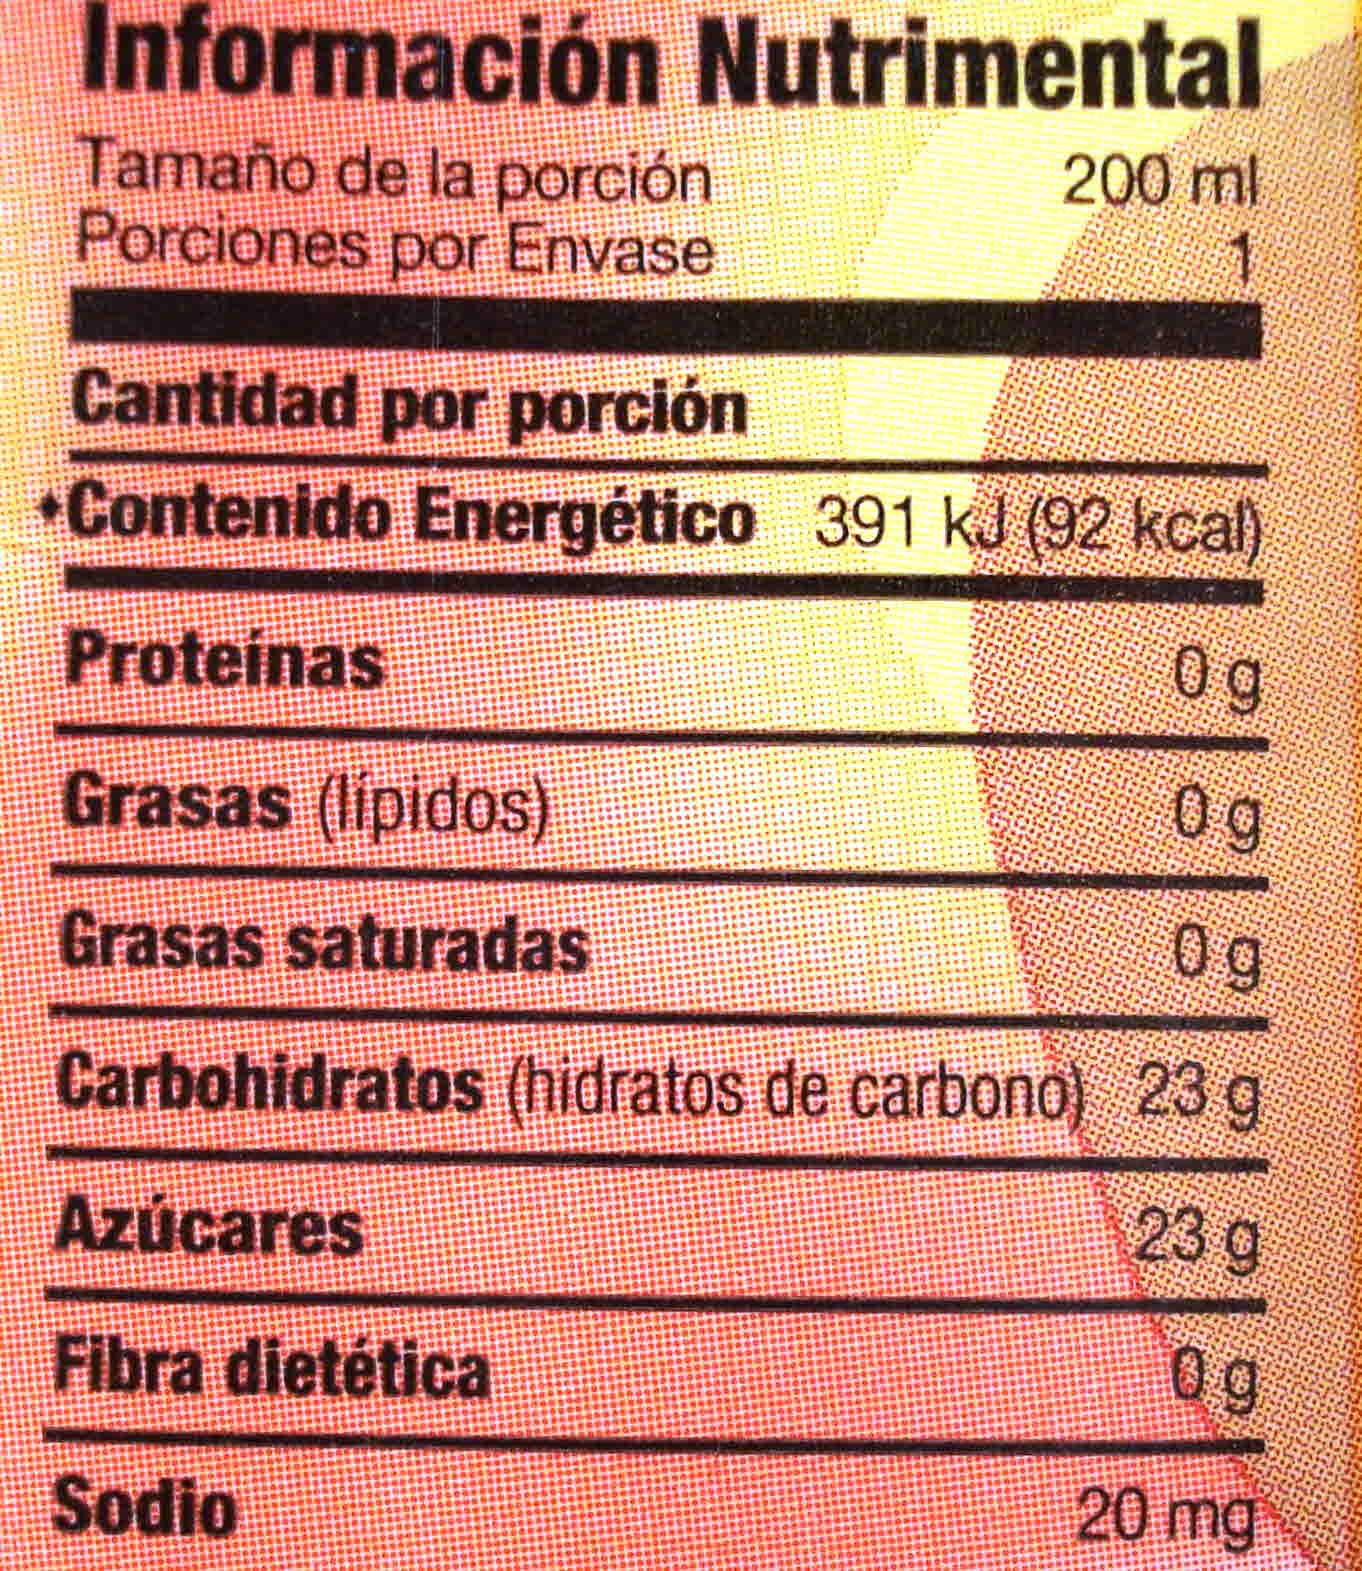 Información Nutrimental
Tamaño de la porción 200 ml
Porciones por Envase 1
Cantidad por porción
♦Contenido Energético 391 kJ (92 kcal)
Proteínas 0 g
Grasas (lípidos) 0 g
Grasas saturadas 0 g
Carbohidratos (hidratos de carbono) 23 g
Azúcares 23 g
Fibra dietética 0 g
Sodio 20 mg